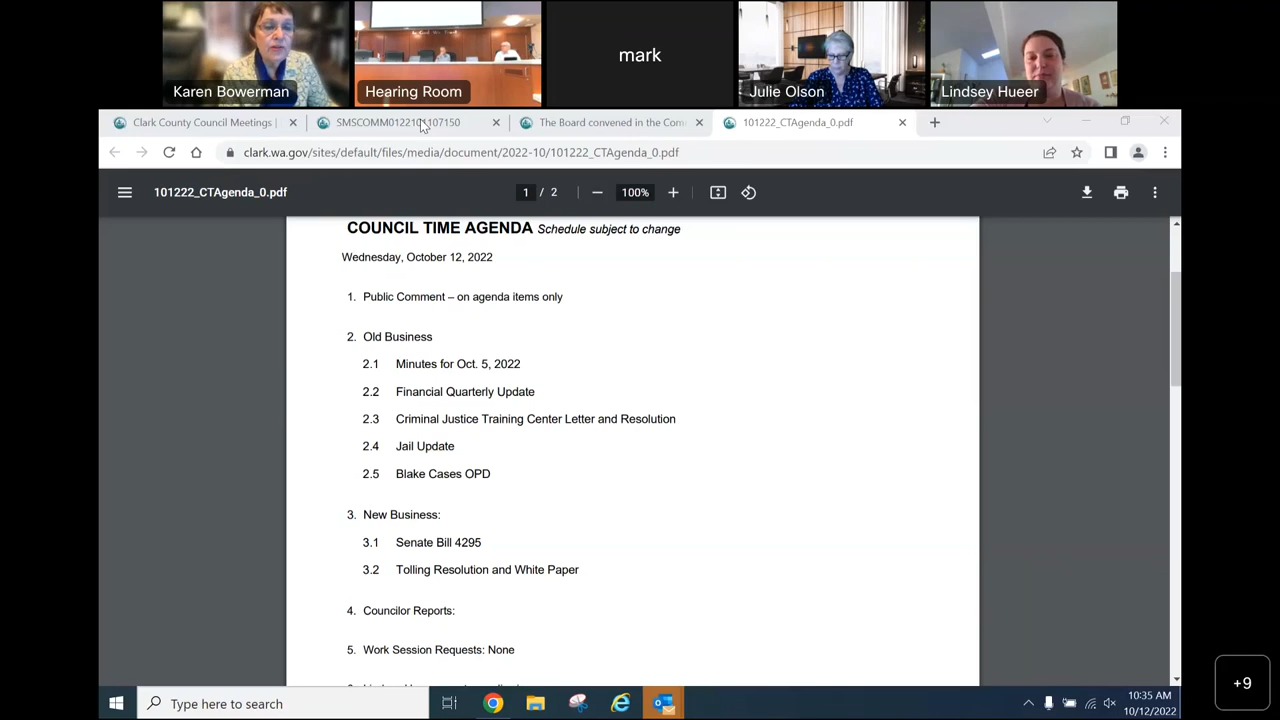 Karen Bowerman
Hearing Room
mark
Julie Olson
Lindsey Hueer
Clark County Council Meetings |
The Board convened in the Com
101222_CTAgenda_0.pdf
clark.wa.gov/sites/default/files/media/document/2022-10/101222_CTAgenda_0.pdf
101222_CTAgenda_0.pdf
1 / 2
100%
COUNCIL TIME AGENDA Schedule subject to change
Wednesday, October 12, 2022
1. Public Comment – on agenda items only
2. Old Business
2.1 Minutes for Oct. 5, 2022
2.2 Financial Quarterly Update
2.3 Criminal Justice Training Center Letter and Resolution
2.4 Jail Update
2.5 Blake Cases OPD
3. New Business:
3.1 Senate Bill 4295
3.2 Tolling Resolution and White Paper
4. Councilor Reports:
5. Work Session Requests: None
+9
Type here to search
10:35 AM
10/12/2022